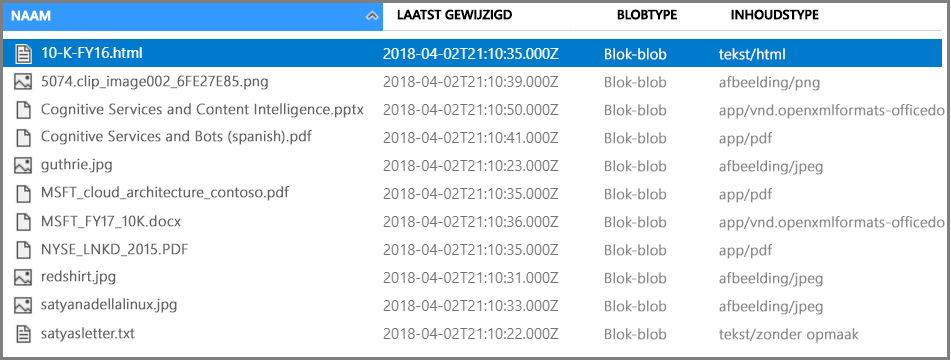 NAAM LAATST GEWIJZIGD BLOBTYPE INHOUDSTYPE
10-K-FY16.html 2018-04-02T21:10:35.000Z Blok-blob tekst/html
5074.clip_image002_6FE27E85.png 2018-04-02T21:10:39.000Z Blok-blob afbeelding/png
Cognitive Services and Content Intelligence.pptx 2018-04-02T21:10:50.000Z Blok-blob app/vnd.openxmlformats-officedo
Cognitive Services and Bots (spanish).pdf 2018-04-02T21:10:41.000Z Blok-blob app/pdf
guthrie.jpg 2018-04-02T21:10:23.000Z Blok-blob afbeelding/jpeg
MSFT_cloud_architecture_contoso.pdf 2018-04-02T21:10:35.000Z Blok-blob app/pdf
MSFT_FY17_10K.docx 2018-04-02T21:10:36.000Z Blok-blob app/vnd.openxmlformats-officedo
NYSE_LNKD_2015.PDF 2018-04-02T21:10:35.000Z Blok-blob app/pdf
redshirt.jpg 2018-04-02T21:10:31.000Z Blok-blob afbeelding/jpeg
satyanadellalinux.jpg 2018-04-02T21:10:33.000Z Blok-blob afbeelding/jpeg
satyasletter.txt 2018-04-02T21:10:22.000Z Blok-blob tekst/zonder opmaak